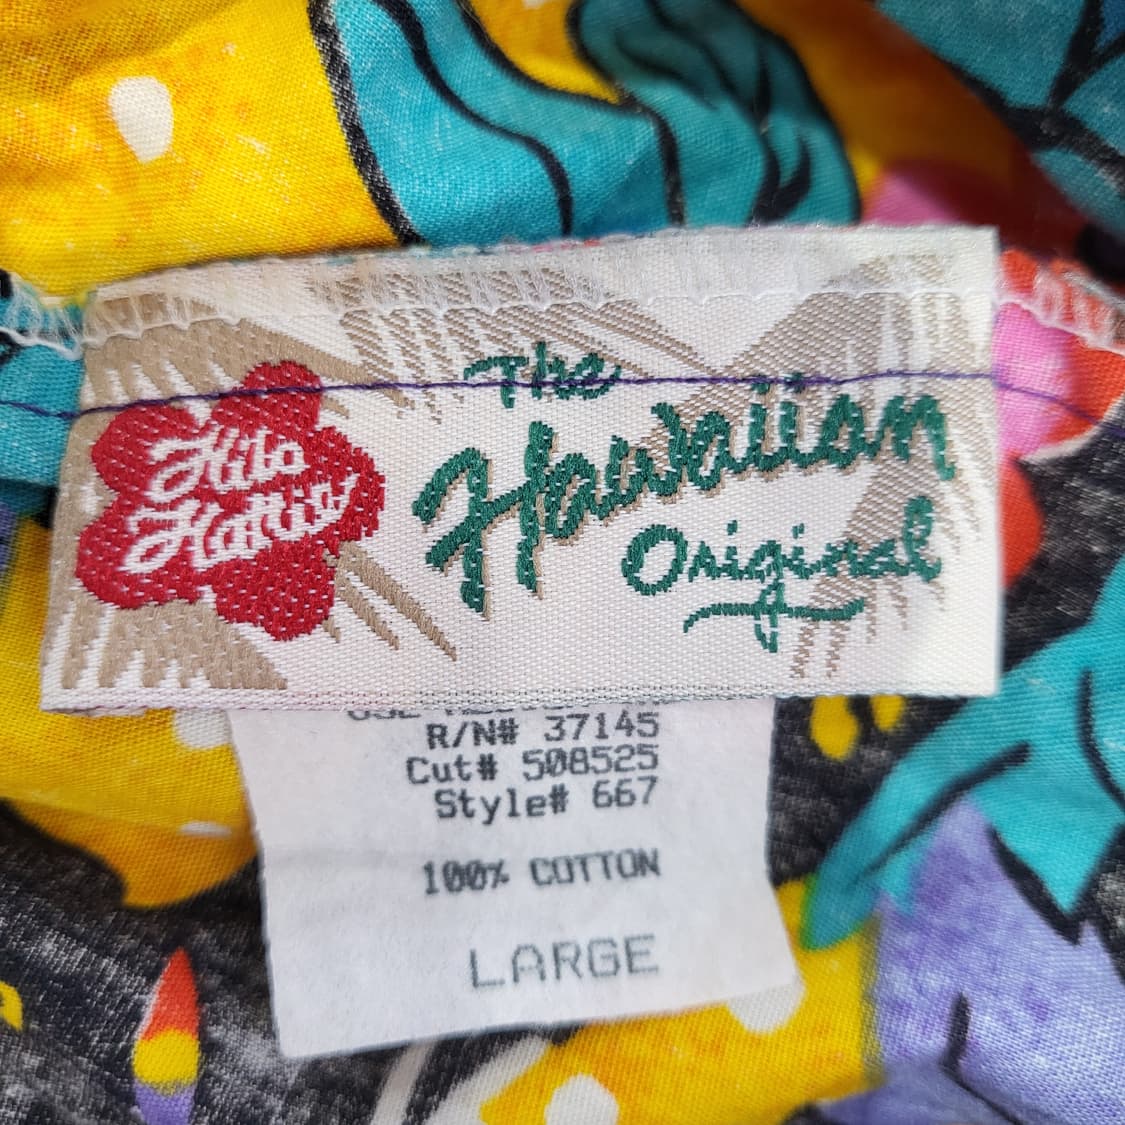 Hilo
Hattie
The
Hawaiian
Original
R/N# 37145
Cut# 508525
Style# 667
100% COTTON
LARGE